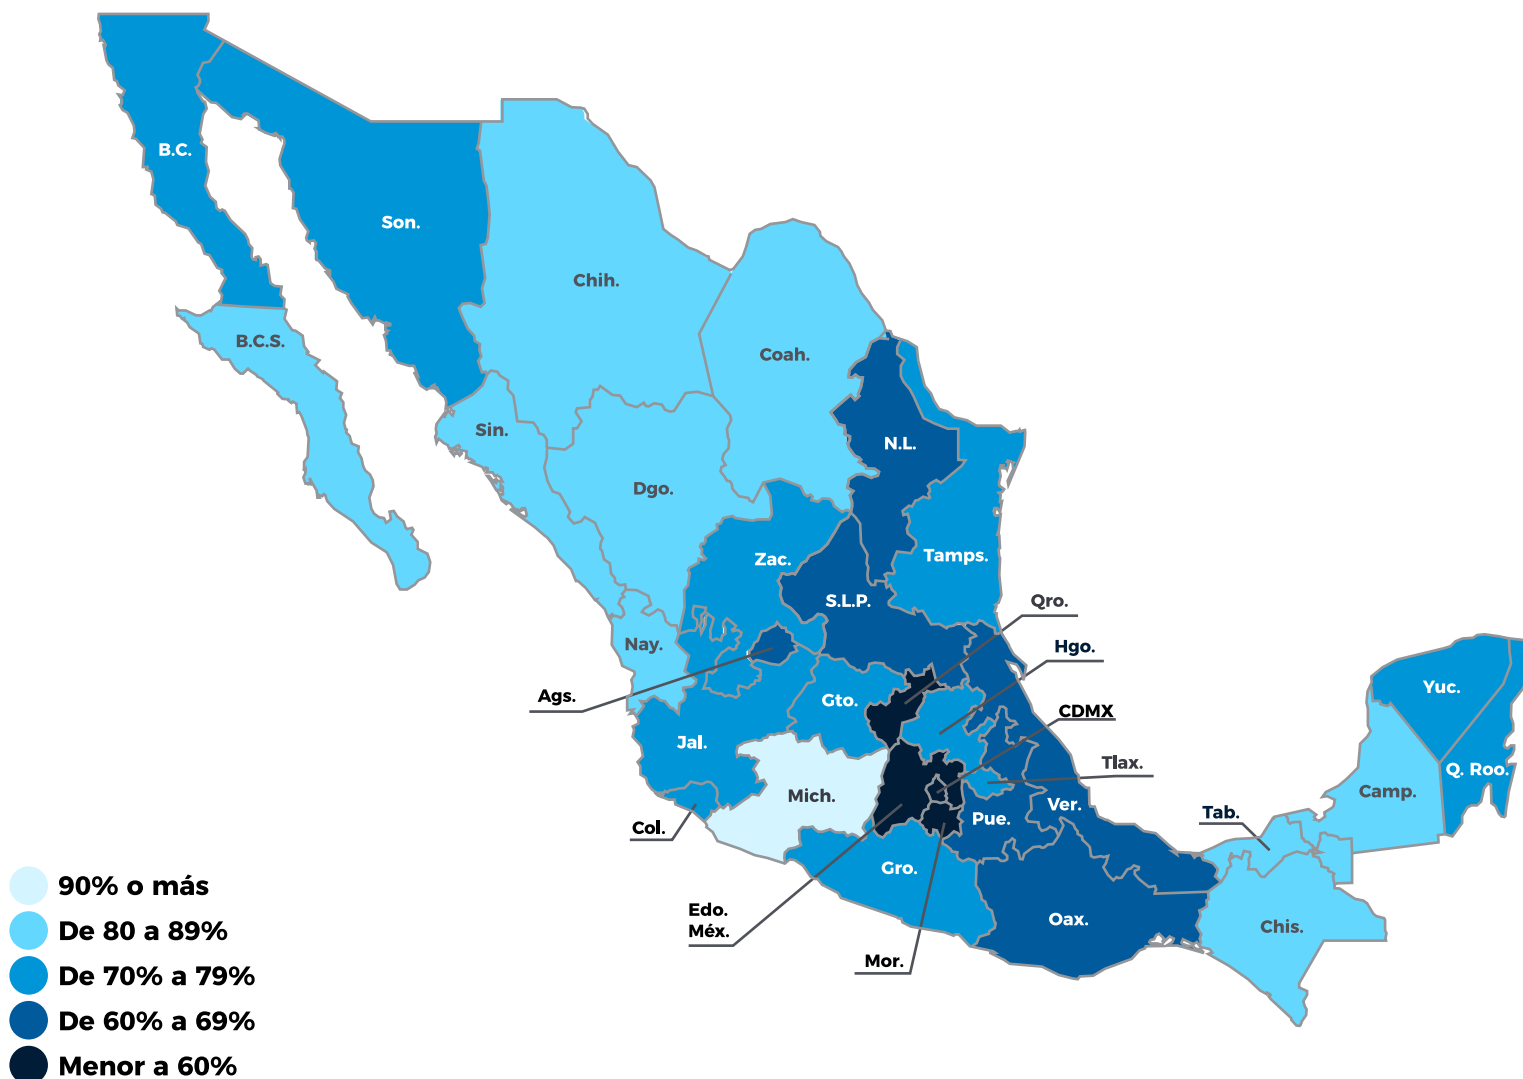 B.C.
Son.
Chih.
B.C.S.
Coah.
Sin.
N.L.
Dgo.
Zac.
Tamps.
S.L.P.
Qro.
Nay.
Hgo.
Ags.
Gto.
Yuc.
CDMX
Jal.
Tlax.
Q. Roo.
Mich.
Camp.
Ver.
Tab.
Col.
Pue.
Gro.
Edo.
Méx.
Oax.
Chis.
Mor.
90% o más
De 80 a 89%
De 70% a 79%
De 60% a 69%
Menor a 60%